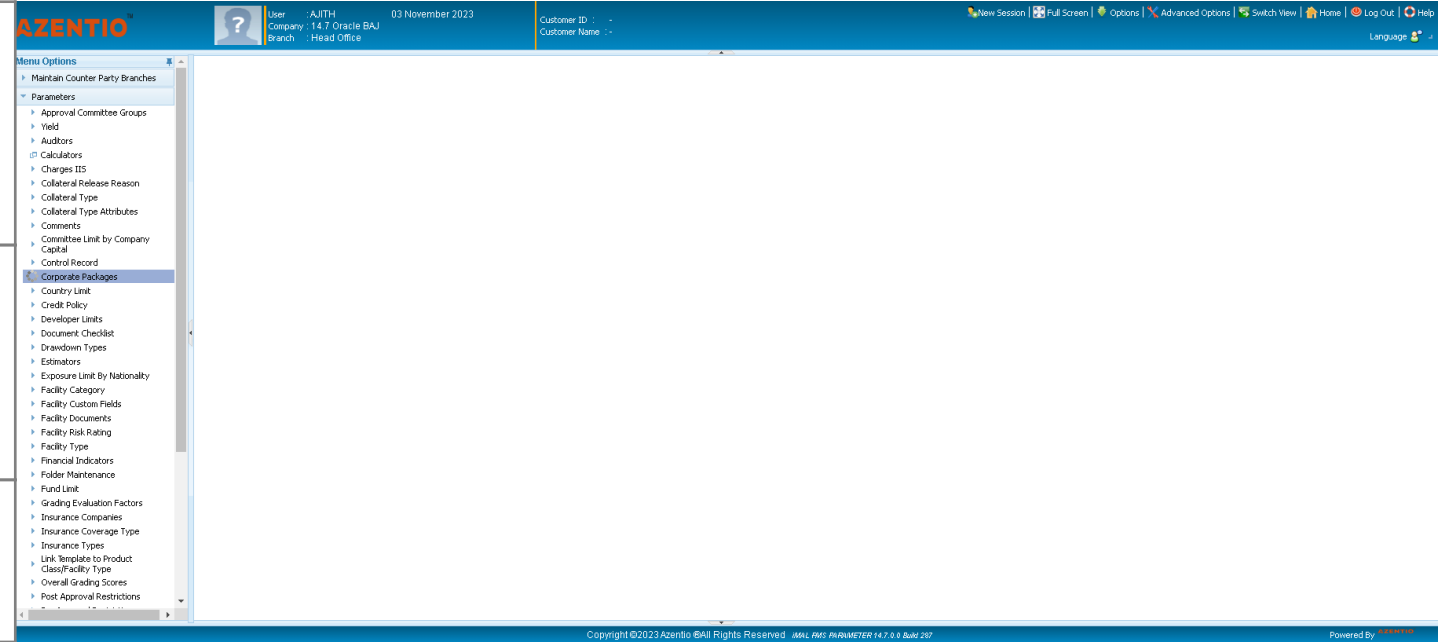 AZENTIO
User : AJITH 03 November 2023
Company : 14.7 Oracle BAJ
Branch : Head Office
Customer ID : -
Customer Name : -
New Session | Full Screen | Options | Advanced Options | Switch View | Home | Log Out | Help
Language
Menu Options
Maintain Counter Party Branches
Parameters
Approval Committee Groups
Yield
Auditors
Calculators
Charges IIS
Collateral Release Reason
Collateral Type
Collateral Type Attributes
Comments
Committee Limit by Company
Capital
Control Record
Corporate Packages
Country Limit
Credit Policy
Developer Limits
Document Checklist
Drawdown Types
Estimators
Exposure Limit By Nationality
Facility Category
Facility Custom Fields
Facility Documents
Facility Risk Rating
Facility Type
Financial Indicators
Folder Maintenance
Fund Limit
Grading Evaluation Factors
Insurance Companies
Insurance Coverage Type
Insurance Types
Link Template to Product
Class/Facility Type
Overall Grading Scores
Post Approval Restrictions
Copyright ©2023 Azentio ®All Rights Reserved IMAL FMS PARAMETER 14.7.0.0 Build 287
Powered By AZENTIO